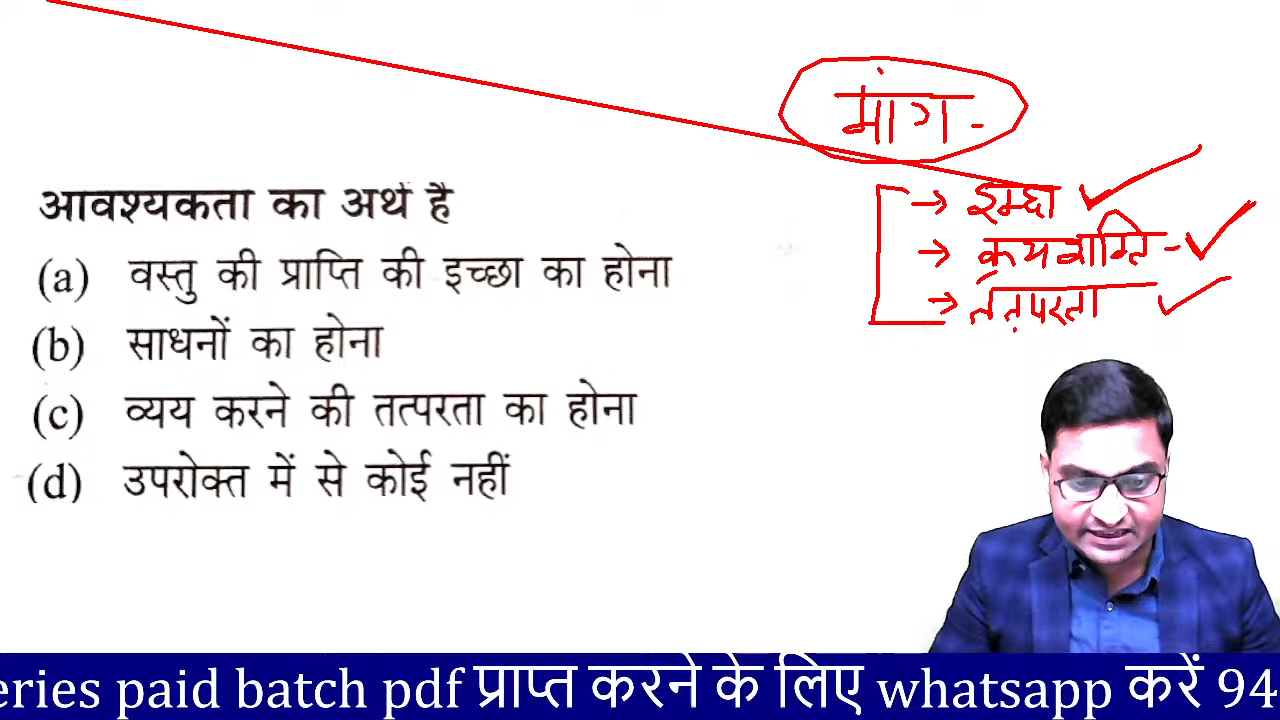 मांग -
→ इच्छा
→ क्रयशक्ति -
→ तत्परता
आवश्यकता का अर्थ है
(a) वस्तु की प्राप्ति की इच्छा का होना
(b) साधनों का होना
(c) व्यय करने की तत्परता का होना
(d) उपरोक्त में से कोई नहीं
eries paid batch pdf प्राप्त करने के लिए whatsapp करें 94